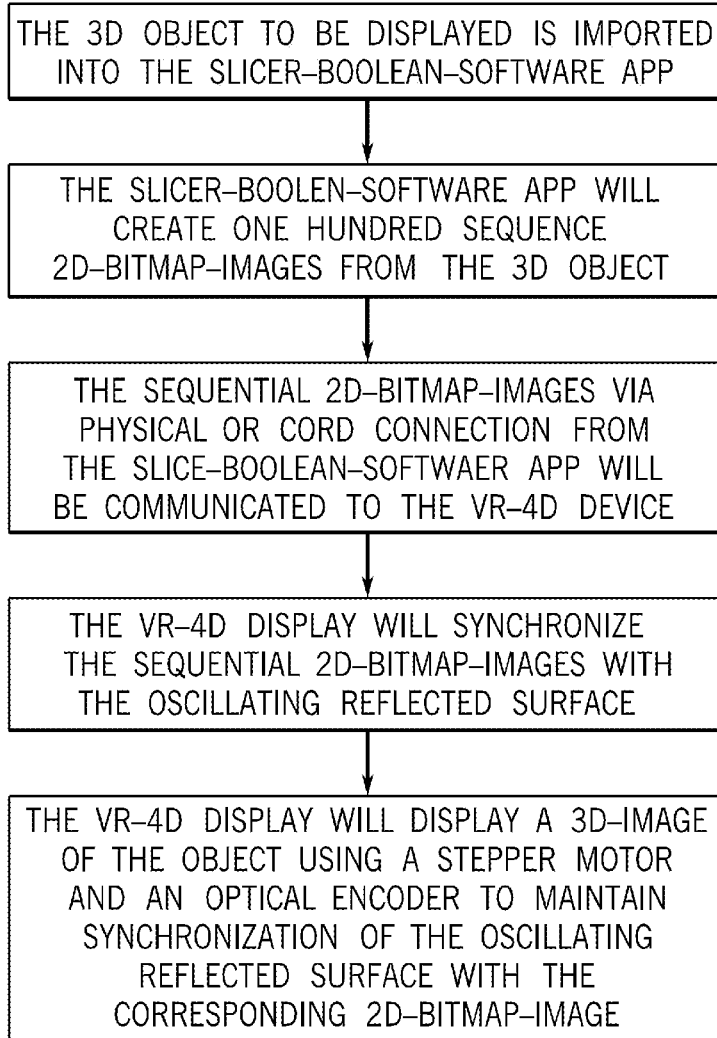 THE 3D OBJECT TO BE DISPLAYED IS IMPORTED
INTO THE SLICER–BOOLEAN–SOFTWARE APP
THE SLICER–BOOLEN–SOFTWARE APP WILL
CREATE ONE HUNDRED SEQUENCE
2D–BITMAP–IMAGES FROM THE 3D OBJECT
THE SEQUENTIAL 2D–BITMAP–IMAGES VIA
PHYSICAL OR CORD CONNECTION FROM
THE SLICE–BOOLEAN–SOFTWAER APP WILL
BE COMMUNICATED TO THE VR–4D DEVICE
THE VR–4D DISPLAY WILL SYNCHRONIZE
THE SEQUENTIAL 2D–BITMAP–IMAGES WITH
THE OSCILLATING REFLECTED SURFACE
THE VR–4D DISPLAY WILL DISPLAY A 3D–IMAGE
OF THE OBJECT USING A STEPPER MOTOR
AND AN OPTICAL ENCODER TO MAINTAIN
SYNCHRONIZATION OF THE OSCILLATING
REFLECTED SURFACE WITH THE
CORRESPONDING 2D–BITMAP–IMAGE